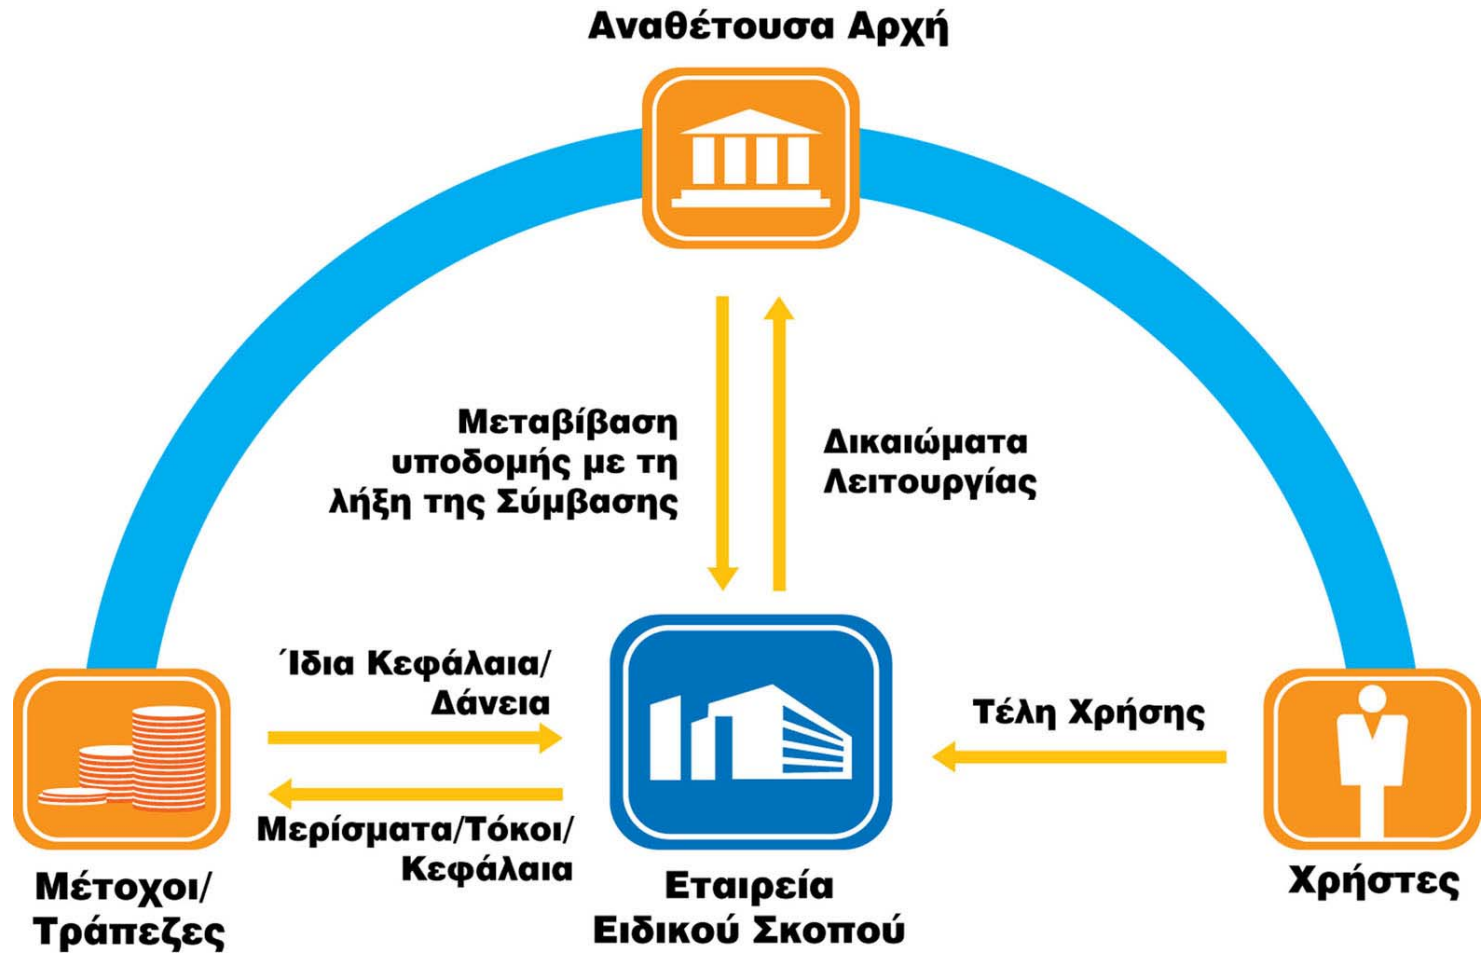 Αναθέτουσα Αρχή
Μεταβίβαση
υποδομής με τη
λήξη της Σύμβασης
Δικαιώματα
Λειτουργίας
Ίδια Κεφάλαια/
Δάνεια
Τέλη Χρήσης
Μερίσματα/Τόκοι/
Κεφάλαια
Μέτοχοι/
Τράπεζες
Εταιρεία
Ειδικού Σκοπού
Χρήστες